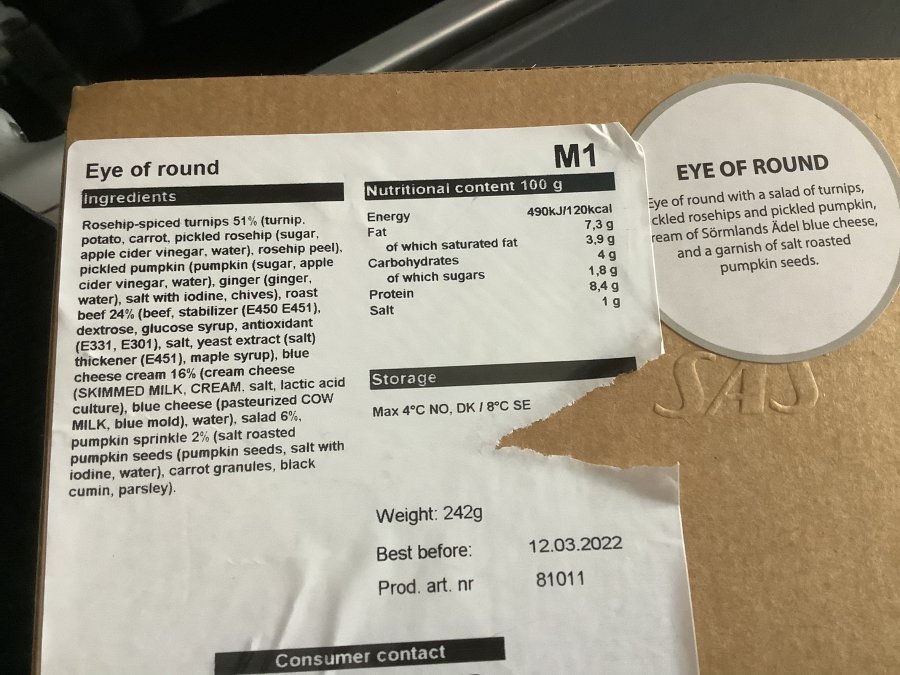 Eye of round
M1
Ingredients
Rosehip-spiced turnips 51% (turnip.
potato, carrot, pickled rosehip (sugar,
apple cider vinegar, water), rosehip peel).
pickled pumpkin (pumpkin (sugar, apple
cider vinegar, water), ginger (ginger,
water), salt with iodine, chives), roast
beef 24% (beef, stabilizer (E450 E451),
dextrose, glucose syrup, antioxidant
(E331, E301), salt, yeast extract (salt)
thickener (E451), maple syrup), blue
cheese cream 16% (cream cheese
(SKIMMED MILK, CREAM. salt, lactic acid
culture), blue cheese (pasteurized COW
MILK, blue mold), water), salad 6%,
pumpkin sprinkle 2% (salt roasted
pumpkin seeds (pumpkin seeds, salt with
iodine, water), carrot granules, black
cumin, parsley).
Nutritional content 100 g
Energy 490kJ/120kcal
Fat 7,3 g
of which saturated fat 3,9 g
Carbohydrates 4 g
of which sugars 1,8 g
Protein 8,4 g
Salt 1 g
Storage
Max 4°C NO, DK / 8°C SE
Weight: 242g
Best before: 12.03.2022
Prod. art. nr 81011
Consumer contact
EYE OF ROUND
Eye of round with a salad of turnips,
ckled rosehips and pickled pumpkin,
ream of Sörmlands Ädel blue cheese,
and a garnish of salt roasted
pumpkin seeds.
SAS